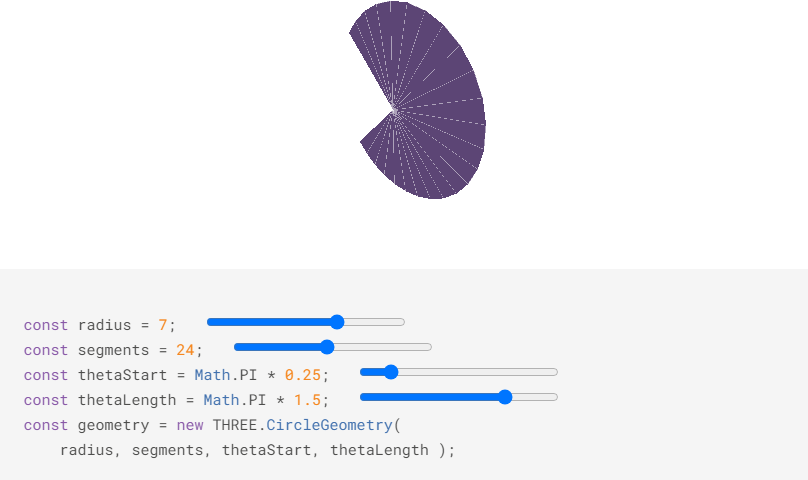 const radius = 7;
const segments = 24;
const thetaStart = Math.PI * 0.25;
const thetaLength = Math.PI * 1.5;
const geometry = new THREE.CircleGeometry(
radius, segments, thetaStart, thetaLength );